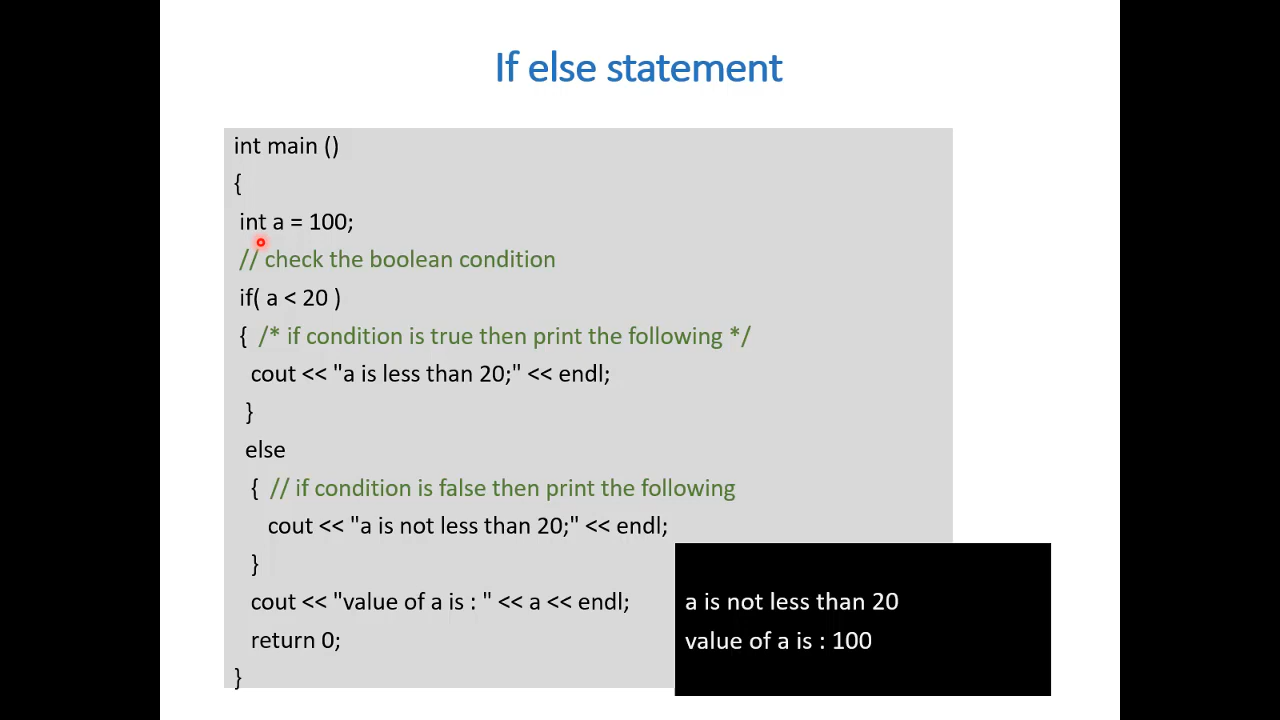 If else statement
int main ()
{
int a = 100;
// check the boolean condition
if( a < 20 )
{ /* if condition is true then print the following */
cout << "a is less than 20;" << endl;
}
else
{ // if condition is false then print the following
cout << "a is not less than 20;" << endl;
}
cout << "value of a is : " << a << endl;
return 0;
}
a is not less than 20
value of a is : 100